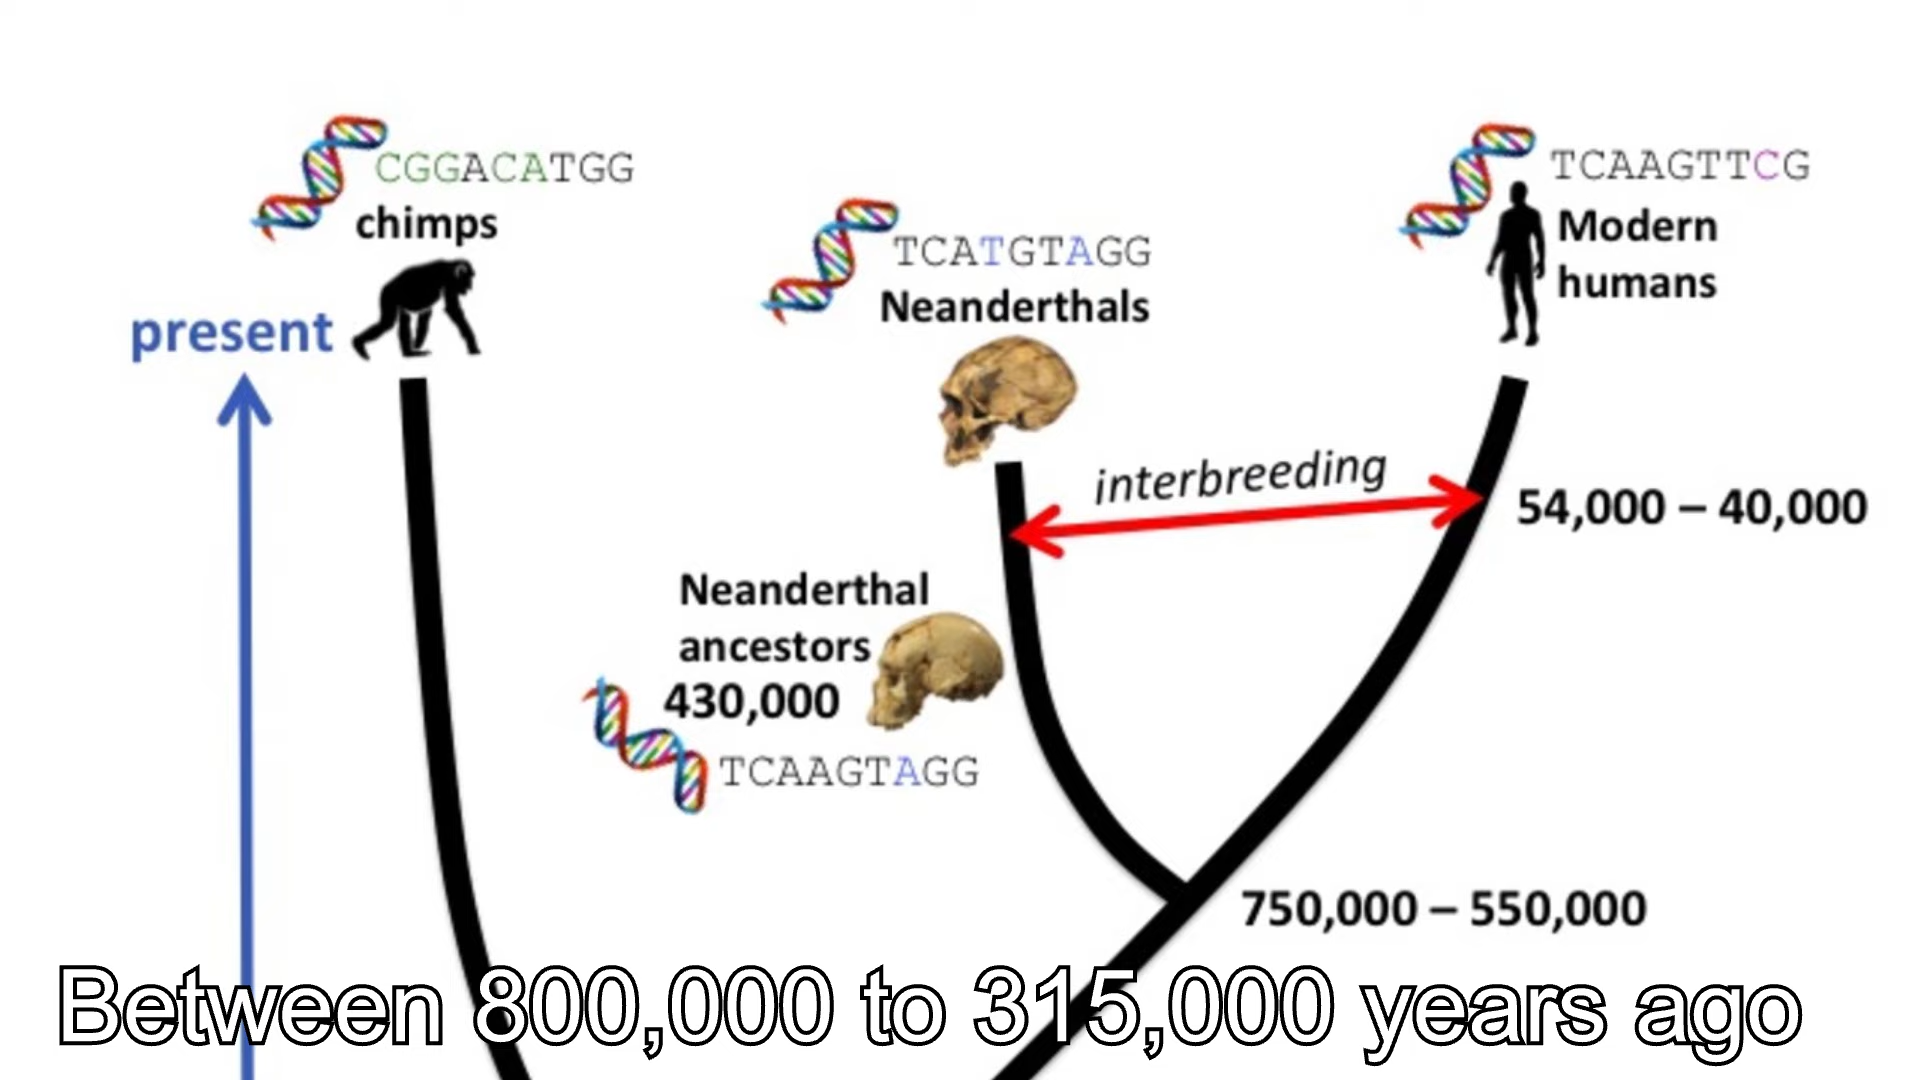 CGGACATGG
chimps
present
TCATGTAGG
Neanderthals
TCAAGTTCG
Modern
humans
interbreeding
54,000 – 40,000
Neanderthal
ancestors
430,000
TCAAGTAGG
750,000 – 550,000
Between 800,000 to 315,000 years ago